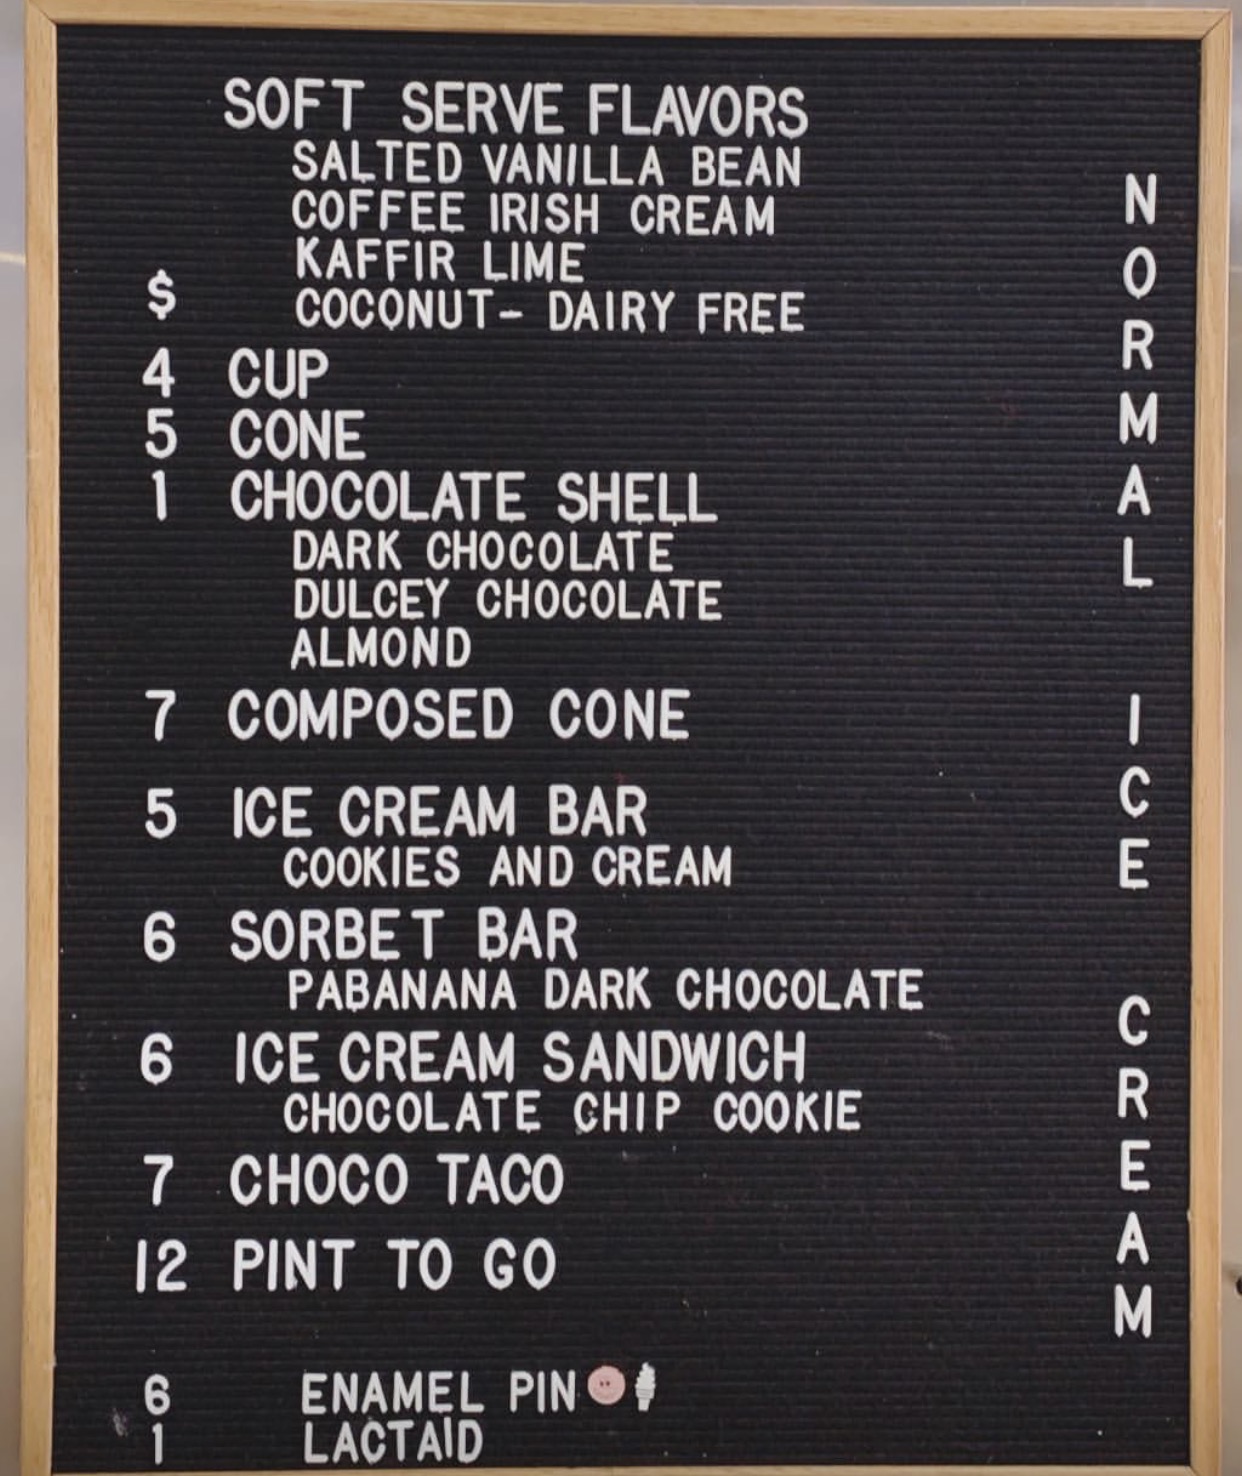 SOFT SERVE FLAVORS
SALTED VANILLA BEAN
COFFEE IRISH CREAM
KAFFIR LIME
COCONUT- DAIRY FREE
$
4 CUP
5 CONE
1 CHOCOLATE SHELL
DARK CHOCOLATE
DULCEY CHOCOLATE
ALMOND
7 COMPOSED CONE
5 ICE CREAM BAR
COOKIES AND CREAM
6 SORBET BAR
PABANANA DARK CHOCOLATE
6 ICE CREAM SANDWICH
CHOCOLATE CHIP COOKIE
7 CHOCO TACO
12 PINT TO GO
6 ENAMEL PIN
1 LACTAID
NORMAL ICE CREAM